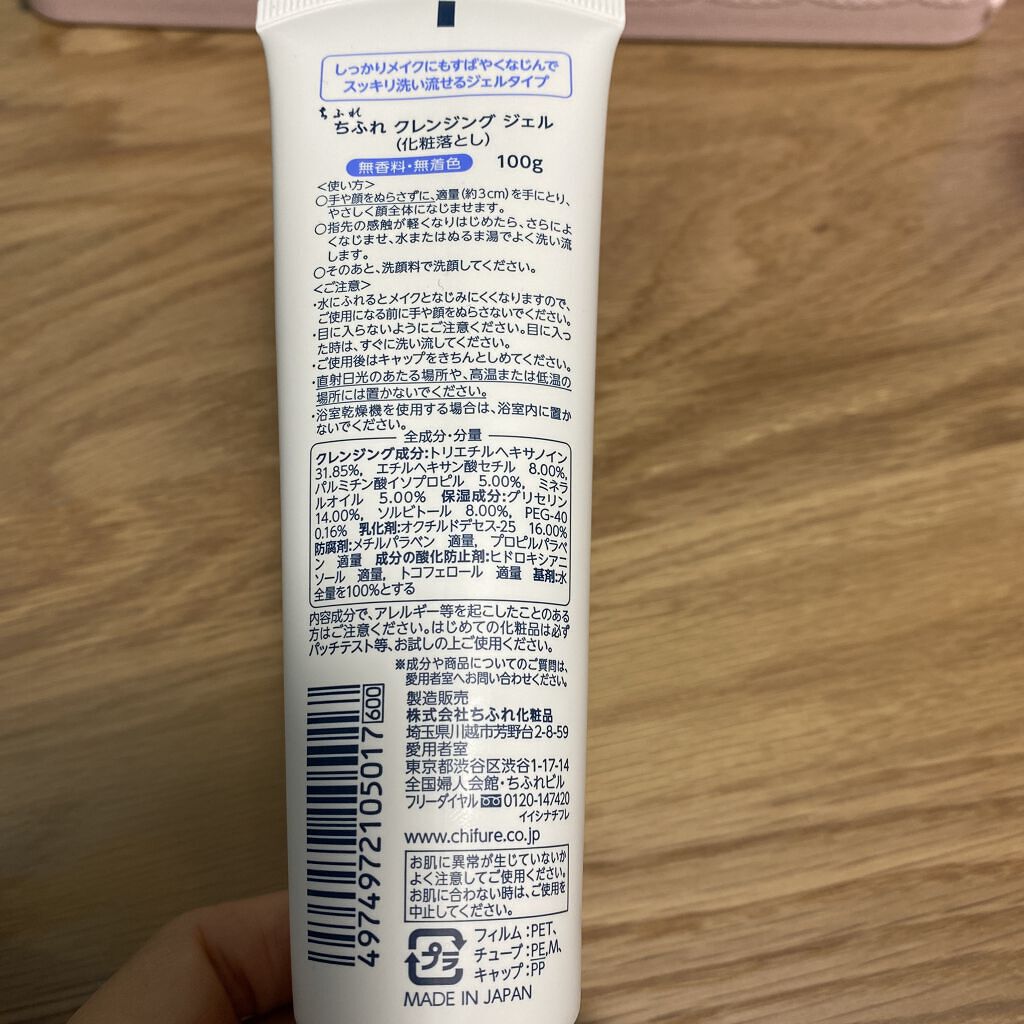 しっかりメイクにもすばやくなじんで
スッキリ洗い流せるジェルタイプ
ちふれ
ちふれ クレンジング ジェル
(化粧落とし)
無香料・無着色 100g
<使い方>
○手や顔をぬらさずに、適量(約3cm)を手にとり、
やさしく顔全体になじませます。
○指先の感触が軽くなりはじめたら、さらによ
くなじませ、水またはぬるま湯でよく洗い流
します。
○そのあと、洗顔料で洗顔してください。
<ご注意>
・水にふれるとメイクとなじみにくくなりますので、
ご使用になる前に手や顔をぬらさないでください。
・目に入らないようにご注意ください。目に入っ
た時は、すぐに洗い流してください。
・ご使用後はキャップをきちんとしめてください。
・直射日光のあたる場所や、高温または低温の
場所には置かないでください。
・浴室乾燥機を使用する場合は、浴室内に置か
ないでください。
全成分・分量
クレンジング成分:トリエチルヘキサノイン
31.85%, エチルヘキサン酸セチル 8.00%,
パルミチン酸イソプロピル 5.00%, ミネラ
ルオイル 5.00% 保湿成分:グリセリン
14.00%, ソルビトール 8.00%, PEG-40
0.16% 乳化剤:オクチルドデセス-25 16.00%
防腐剤:メチルパラベン 適量, プロピルパラベ
ン 適量 成分の酸化防止剤:ヒドロキシアニ
ソール 適量, トコフェロール 適量 基剤:水
全量を100%とする
内容成分で、アレルギー等を起こしたことのある
方はご注意ください。はじめての化粧品は必ず
パッチテスト等、お試しの上ご使用ください。
※成分や商品についてのご質問は、
愛用者室へお問い合わせください。
製造販売
株式会社ちふれ化粧品
埼玉県川越市芳野台2-8-59
愛用者室
東京都渋谷区渋谷1-17-14
全国婦人会館・ちふれビル
フリーダイヤル 0120-147420
イイシナチフレ
www.chifure.co.jp
お肌に異常が生じていないか
よく注意してご使用ください。
お肌に合わない時は、ご使用を
中止してください。
プラ
フィルム:PET、
チューブ:PE,M、
キャップ:PP
MADE IN JAPAN
4974972105017 600